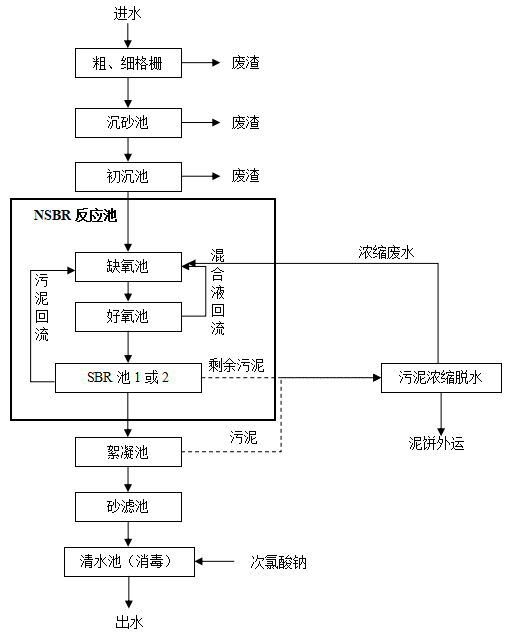 进水
粗、细格栅
废渣
沉砂池
废渣
初沉池
废渣
NSBR 反应池
缺氧池
混合液回流
浓缩废水
污泥回流
好氧池
SBR 池 1 或 2
剩余污泥
污泥浓缩脱水
絮凝池
污泥
泥饼外运
砂滤池
清水池（消毒）
次氯酸钠
出水